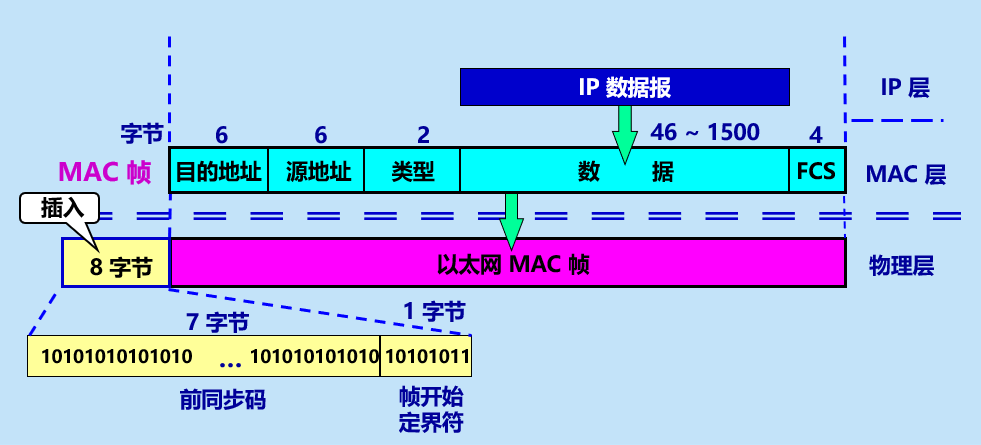 IP 数据报
IP 层
字节
6
6
2
46 ~ 1500
4
MAC 帧
目的地址
源地址
类型
数 据
FCS
MAC 层
插入
8 字节
以太网 MAC 帧
物理层
7 字节
1 字节
10101010101010 ... 101010101010
10101011
前同步码
帧开始
定界符